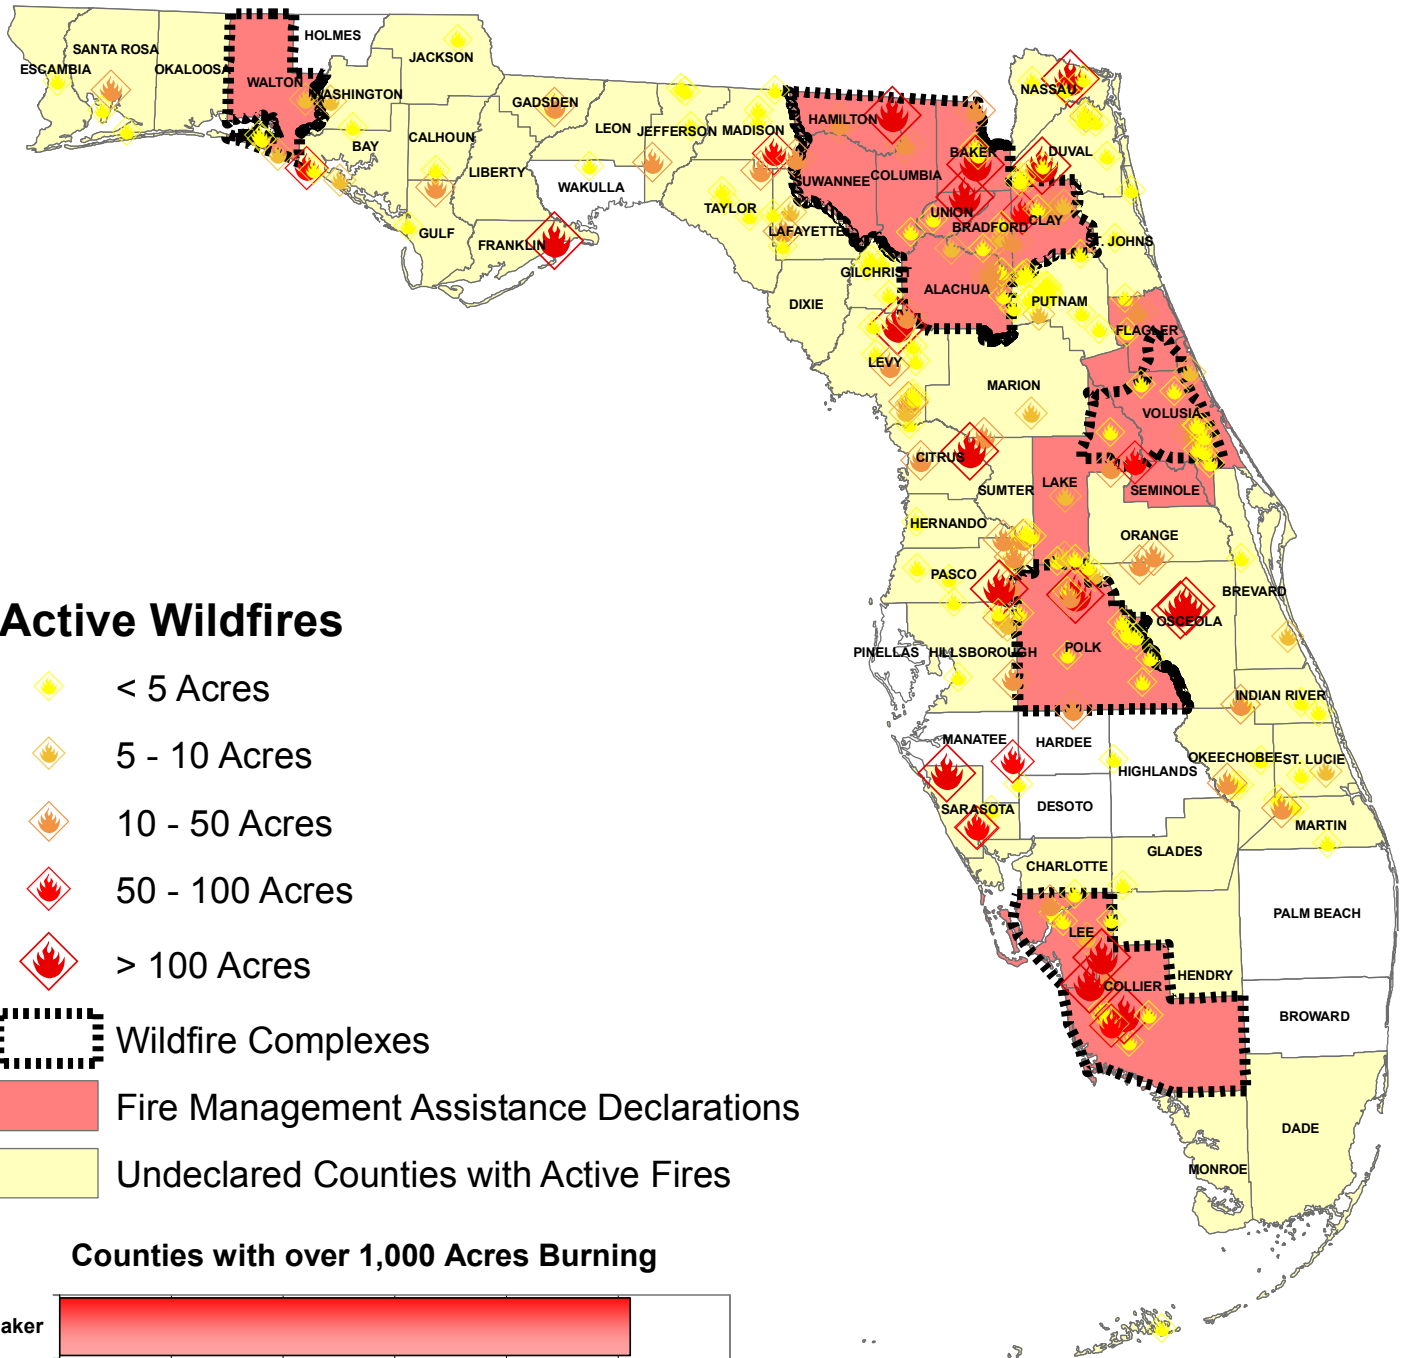 HOLMES
SANTA ROSA
JACKSON
ESCAMBIA
OKALOOSA
WALTON
WASHINGTON
GADSDEN
NASSAU
CALHOUN
LEON
JEFFERSON
MADISON
HAMILTON
BAY
BAKER
DUVAL
LIBERTY
WAKULLA
SUWANNEE
COLUMBIA
TAYLOR
UNION
BRADFORD
CLAY
GULF
FRANKLIN
LAFAYETTE
ST. JOHNS
GILCHRIST
ALACHUA
DIXIE
PUTNAM
FLAGLER
LEVY
MARION
VOLUSIA
CITRUS
SUMTER
LAKE
SEMINOLE
HERNANDO
ORANGE
PASCO
BREVARD
OSCEOLA
PINELLAS
HILLSBOROUGH
POLK
INDIAN RIVER
MANATEE
HARDEE
HIGHLANDS
OKEECHOBEE
ST. LUCIE
SARASOTA
DESOTO
MARTIN
CHARLOTTE
GLADES
LEE
PALM BEACH
HENDRY
COLLIER
BROWARD
DADE
MONROE
Active Wildfires
< 5 Acres
5 - 10 Acres
10 - 50 Acres
50 - 100 Acres
> 100 Acres
Wildfire Complexes
Fire Management Assistance Declarations
Undeclared Counties with Active Fires
Counties with over 1,000 Acres Burning
aker